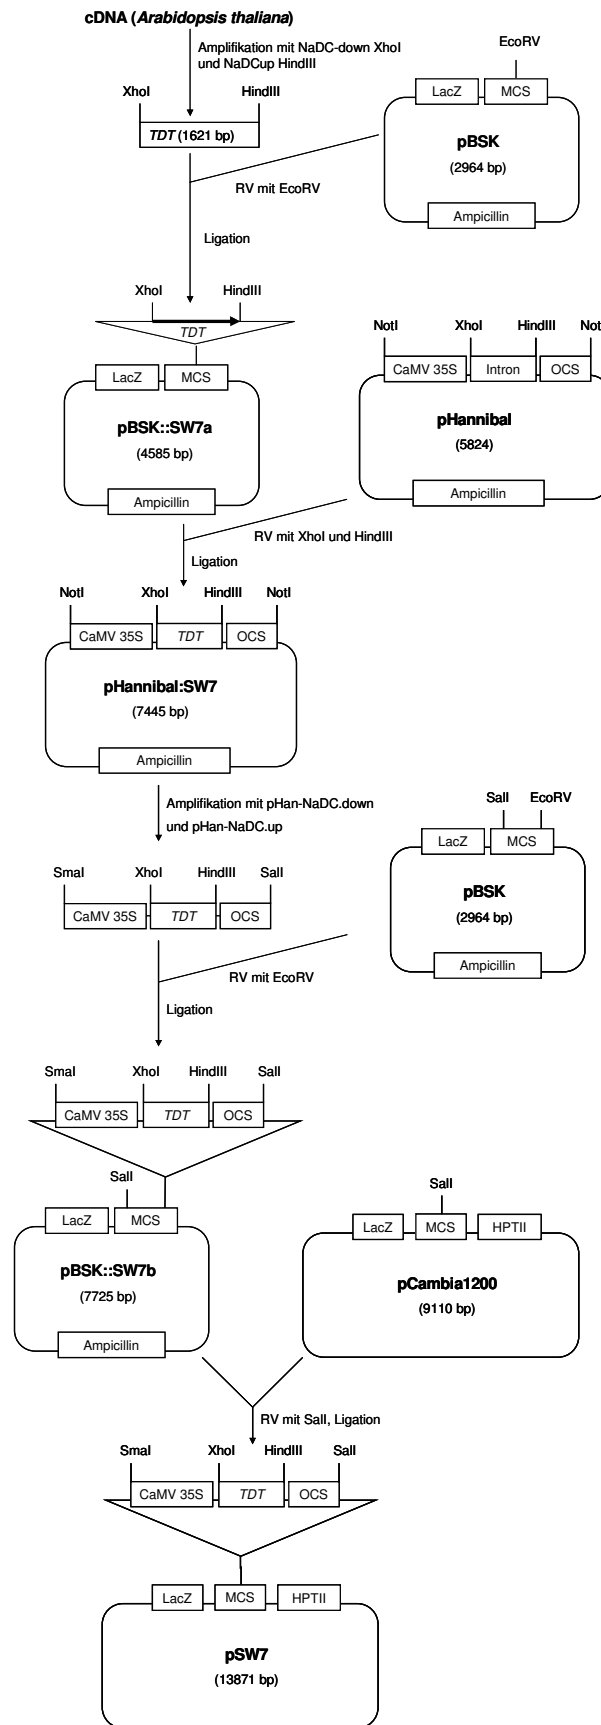 cDNA (Arabidopsis thaliana)
Amplifikation mit NaDC-down XhoI
und NaDCup HindIII
EcoRV
XhoI HindIII
LacZ MCS
TDT (1621 bp)
pBSK
(2964 bp)
RV mit EcoRV
Ampicillin
Ligation
XhoI HindIII
TDT
NotI XhoI HindIII Not
LacZ MCS
CaMV 35S Intron OCS
pBSK::SW7a
(4585 bp)
pHannibal
(5824)
Ampicillin
Ampicillin
RV mit XhoI und HindIII
Ligation
NotI XhoI HindIII NotI
CaMV 35S TDT OCS
pHannibal:SW7
(7445 bp)
Ampicillin
Amplifikation mit pHan-NaDC.down
und pHan-NaDC.up
SalI EcoRV
LacZ MCS
SmaI XhoI HindIII SalI
CaMV 35S TDT OCS
pBSK
(2964 bp)
Ampicillin
RV mit EcoRV
Ligation
SmaI XhoI HindIII SalI
CaMV 35S TDT OCS
SalI
LacZ MCS
SalI
LacZ MCS HPTII
pBSK::SW7b
(7725 bp)
pCambia1200
(9110 bp)
Ampicillin
RV mit SalI, Ligation
SmaI XhoI HindIII SalI
CaMV 35S TDT OCS
LacZ MCS HPTII
pSW7
(13871 bp)